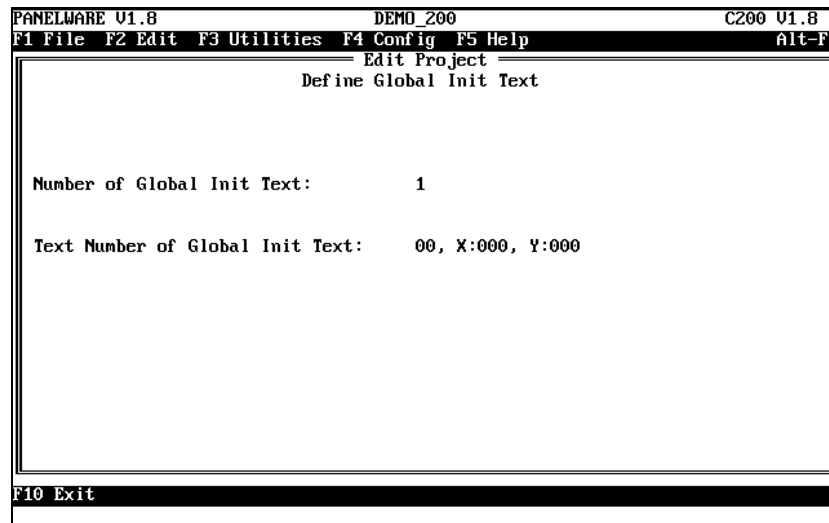 PANELWARE V1.8 DEMO_200 C200 V1.8
F1 File F2 Edit F3 Utilities F4 Config F5 Help Alt-F
Edit Project
Define Global Init Text
Number of Global Init Text: 1
Text Number of Global Init Text: 00, X:000, Y:000
F10 Exit